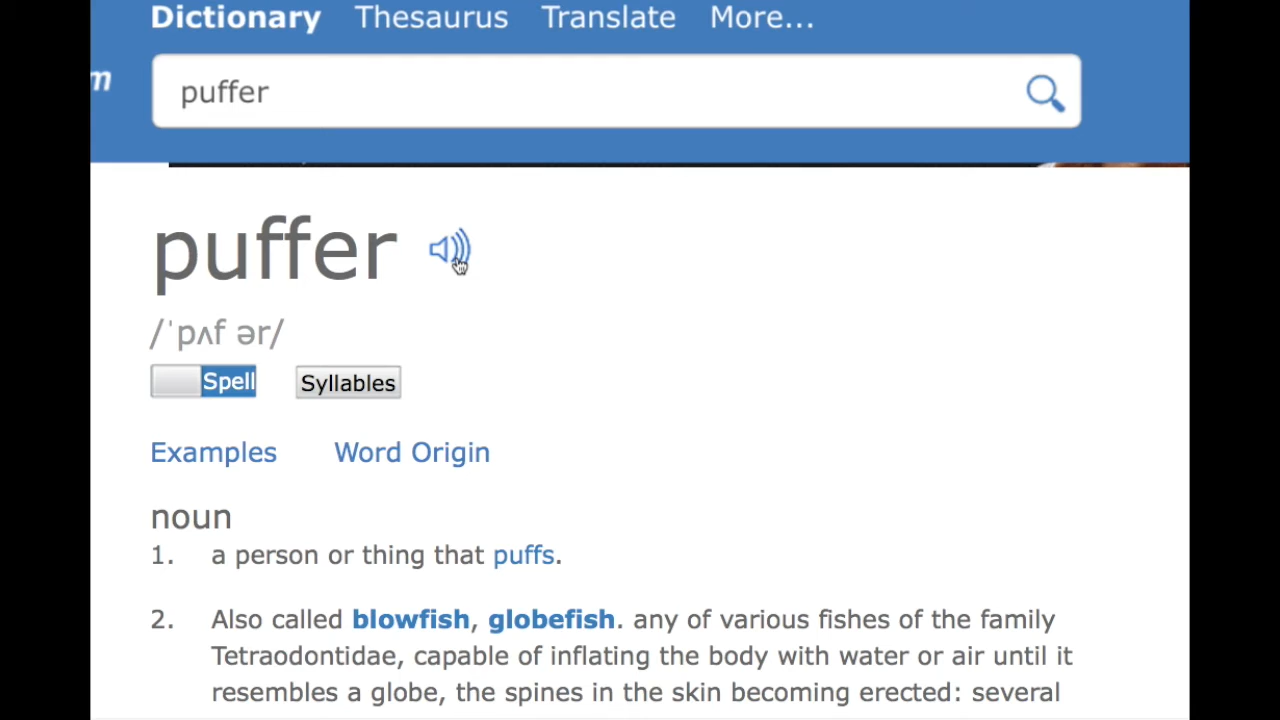 Dictionary Thesaurus Translate More...
m
puffer
puffer
/ˈpʌf ər/
Spell Syllables
Examples Word Origin
noun
1. a person or thing that puffs.
2. Also called blowfish, globefish. any of various fishes of the family
Tetraodontidae, capable of inflating the body with water or air until it
resembles a globe, the spines in the skin becoming erected: several